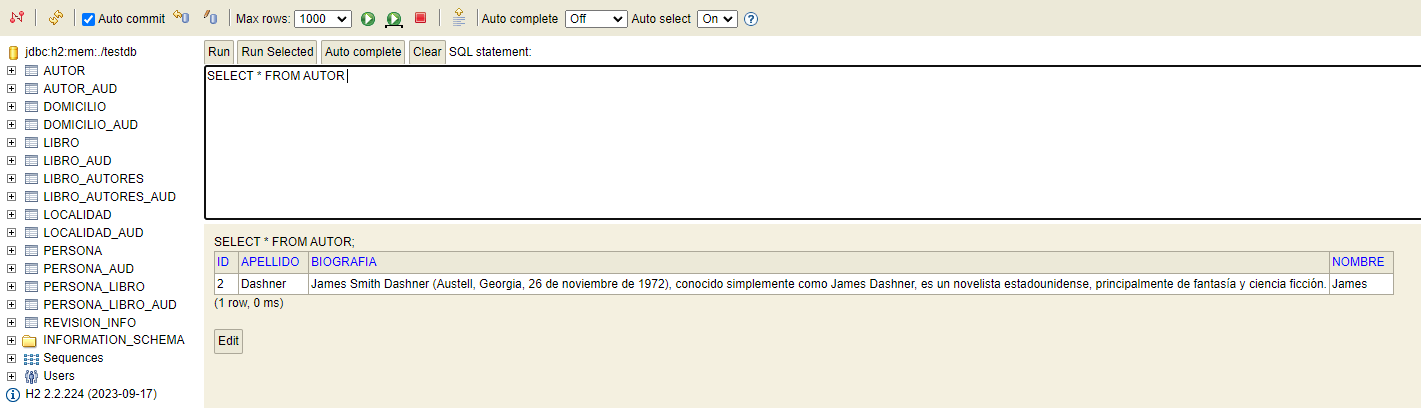 Auto commit Max rows: 1000 Auto complete Off Auto select On ?
jdbc:h2:mem:./testdb
AUTOR
AUTOR_AUD
DOMICILIO
DOMICILIO_AUD
LIBRO
LIBRO_AUD
LIBRO_AUTORES
LIBRO_AUTORES_AUD
LOCALIDAD
LOCALIDAD_AUD
PERSONA
PERSONA_AUD
PERSONA_LIBRO
PERSONA_LIBRO_AUD
REVISION_INFO
INFORMATION_SCHEMA
Sequences
Users
H2 2.2.224 (2023-09-17)
Run Run Selected Auto complete Clear SQL statement:
SELECT * FROM AUTOR
SELECT * FROM AUTOR;
ID APELLIDO BIOGRAFIA NOMBRE
2 Dashner James Smith Dashner (Austell, Georgia, 26 de noviembre de 1972), conocido simplemente como James Dashner, es un novelista estadounidense, principalmente de fantasía y ciencia ficción. James
(1 row, 0 ms)
Edit